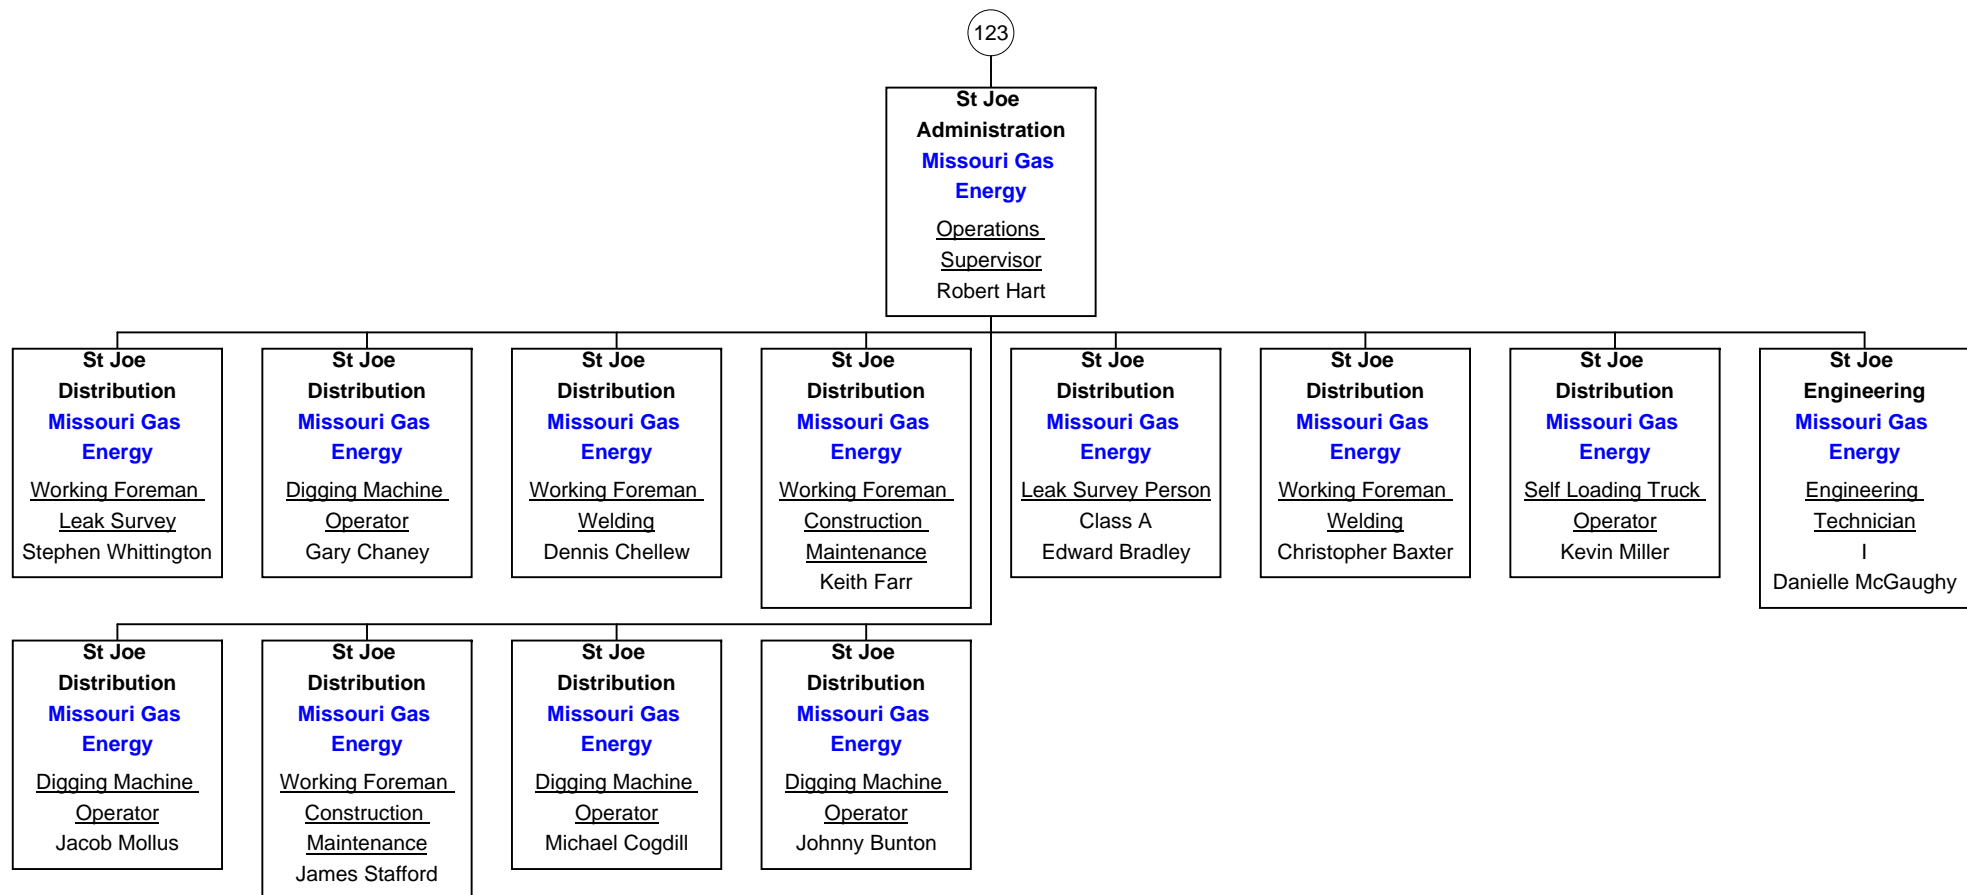 123
St Joe
Administration
Missouri Gas
Energy
Operations
Supervisor
Robert Hart
St Joe
Distribution
Missouri Gas
Energy
Working Foreman
Leak Survey
Stephen Whittington
St Joe
Distribution
Missouri Gas
Energy
Digging Machine
Operator
Gary Chaney
St Joe
Distribution
Missouri Gas
Energy
Working Foreman
Welding
Dennis Chellew
St Joe
Distribution
Missouri Gas
Energy
Working Foreman
Construction
Maintenance
Keith Farr
St Joe
Distribution
Missouri Gas
Energy
Leak Survey Person
Class A
Edward Bradley
St Joe
Distribution
Missouri Gas
Energy
Working Foreman
Welding
Christopher Baxter
St Joe
Distribution
Missouri Gas
Energy
Self Loading Truck
Operator
Kevin Miller
St Joe
Engineering
Missouri Gas
Energy
Engineering
Technician
I
Danielle McGaughy
St Joe
Distribution
Missouri Gas
Energy
Digging Machine
Operator
Jacob Mollus
St Joe
Distribution
Missouri Gas
Energy
Working Foreman
Construction
Maintenance
James Stafford
St Joe
Distribution
Missouri Gas
Energy
Digging Machine
Operator
Michael Cogdill
St Joe
Distribution
Missouri Gas
Energy
Digging Machine
Operator
Johnny Bunton